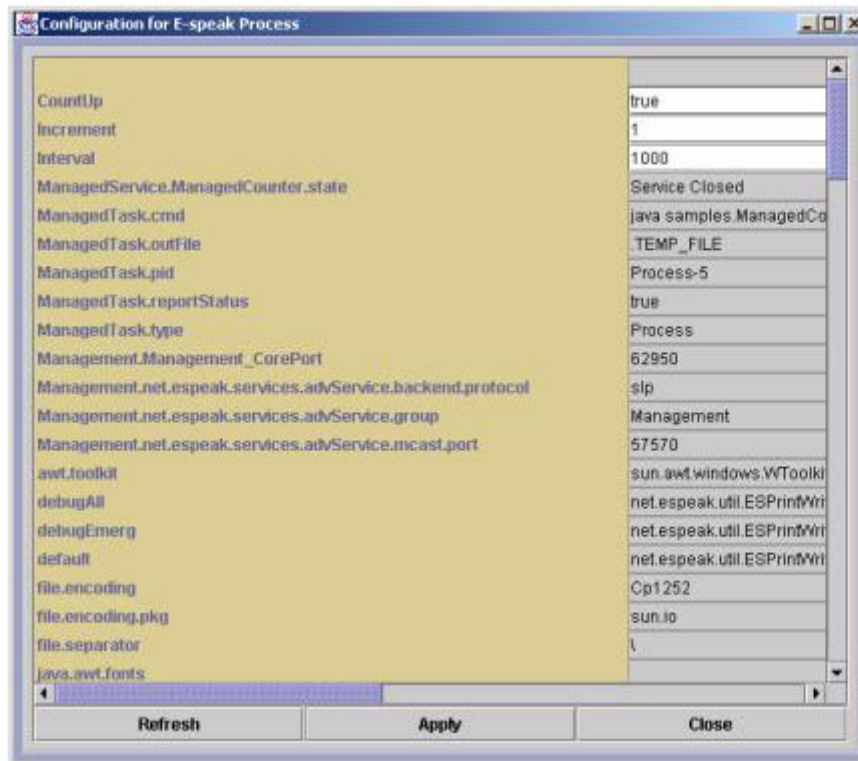 Configuration for E-speak Process
CountUp true
Increment 1
Interval 1000
ManagedService.ManagedCounter.state Service Closed
ManagedTask.cmd java samples.ManagedCo
ManagedTask.outFile .TEMP_FILE
ManagedTask.pid Process-5
ManagedTask.reportStatus true
ManagedTask.type Process
Management.Management_CorePort 62950
Management.net.espeak.services.advService.backend.protocol slp
Management.net.espeak.services.advService.group Management
Management.net.espeak.services.advService.mcast.port 57570
awt.toolkit sun.awt.windows.WToolki
debugAll net.espeak.util.ESPrintWri
debugEmerg net.espeak.util.ESPrintWri
default net.espeak.util.ESPrintWri
file.encoding Cp1252
file.encoding.pkg sun.io
file.separator \
java.awt.fonts
Refresh Apply Close